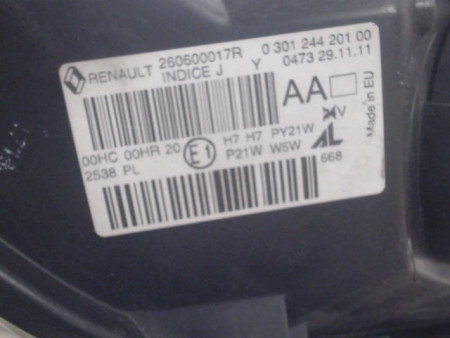 RENAULT 260600017R 0 301 244 201 00
INDICE J Y 0473 29.11.11
AA
V
Made in EU
00HC 00HR 20 E1 H7 H7 PY21W
2538 PL P21W W5W AL
668